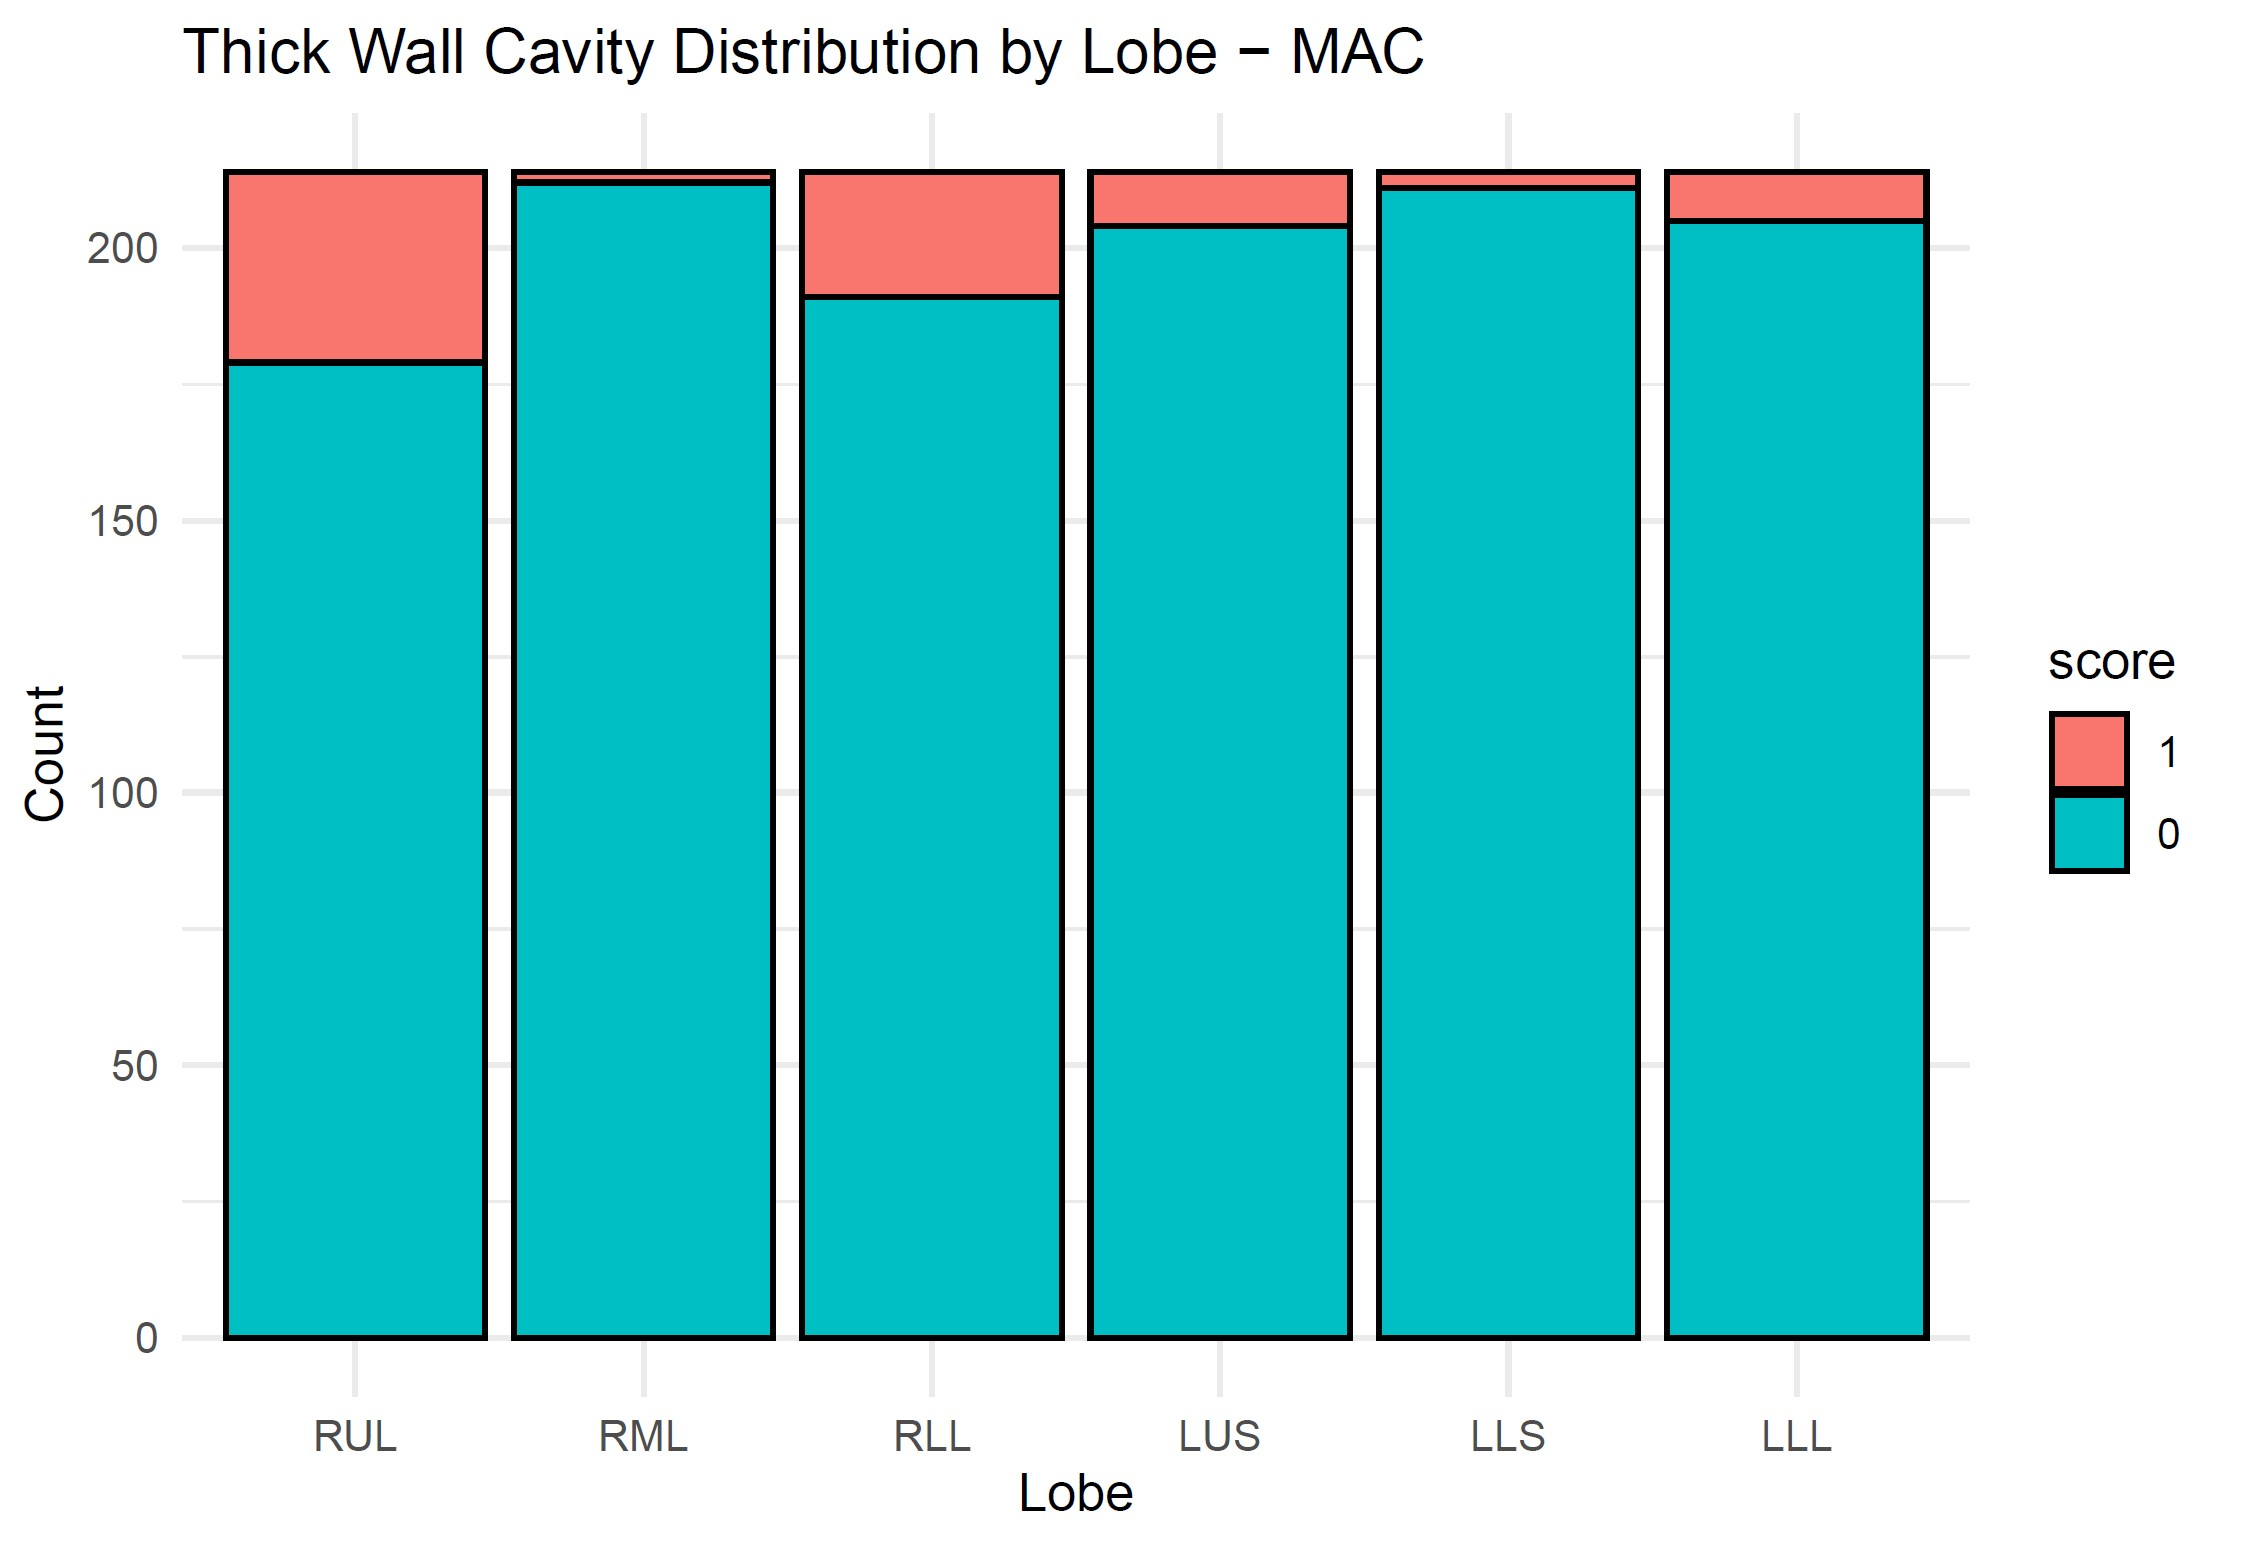 Thick Wall Cavity Distribution by Lobe − MAC
Count
200
150
100
50
0
RUL
RML
RLL
LUS
LLS
LLL
Lobe
score
1
0